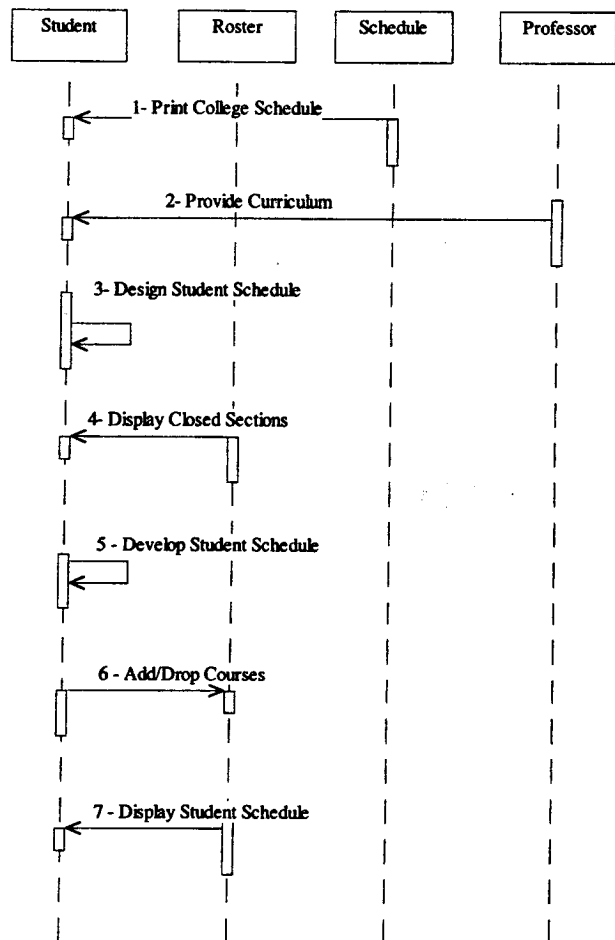 Student
Roster
Schedule
Professor
1- Print College Schedule
2- Provide Curriculum
3- Design Student Schedule
4- Display Closed Sections
5 - Develop Student Schedule
6 - Add/Drop Courses
7 - Display Student Schedule